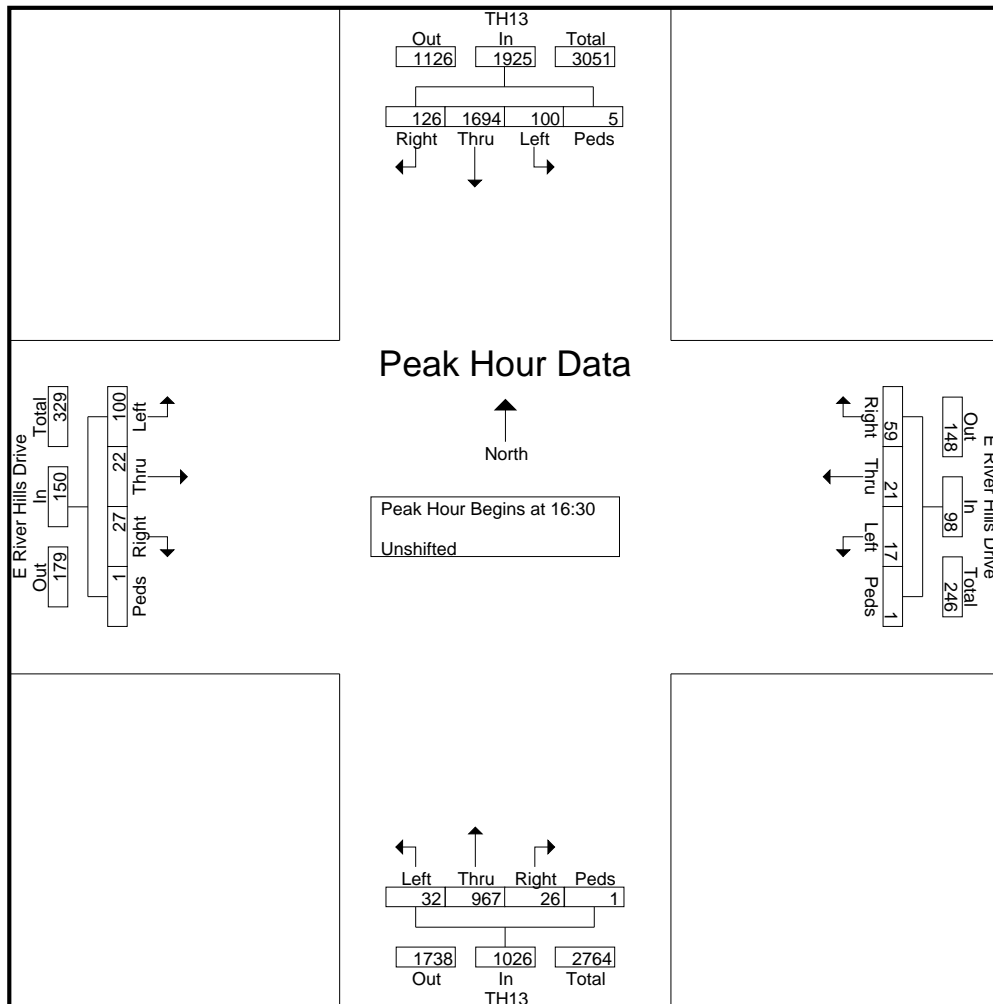 TH13
Out In Total
1126 1925 3051
126 1694 100 5
Right Thru Left Peds
Peak Hour Data
North
Peak Hour Begins at 16:30
Unshifted
E River Hills Drive
Out In Total
179 150 329
100 22 27 1
Left Thru Right Peds
Right Thru Left Peds
59 21 17 1
148 98 246
Out In Total
E River Hills Drive
Left Thru Right Peds
32 967 26 1
1738 1026 2764
Out In Total
TH13